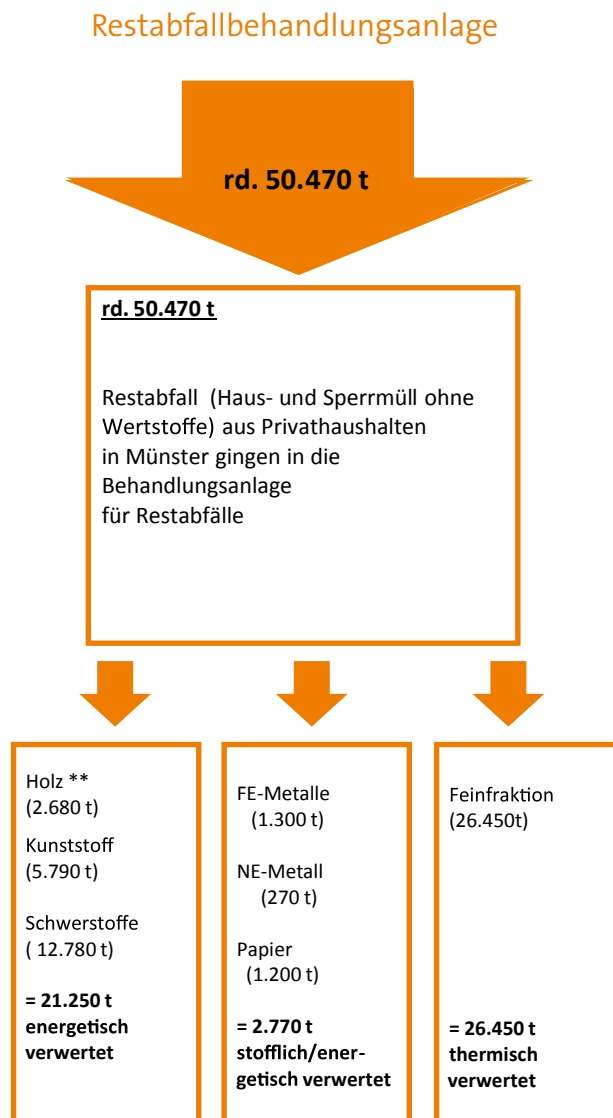 Restabfallbehandlungsanlage
rd. 50.470 t
rd. 50.470 t
Restabfall (Haus- und Sperrmüll ohne
Wertstoffe) aus Privathaushalten
in Münster gingen in die
Behandlungsanlage
für Restabfälle
Holz **
(2.680 t)
Kunststoff
(5.790 t)
Schwerstoffe
( 12.780 t)
= 21.250 t
energetisch
verwertet
FE-Metalle
(1.300 t)
NE-Metall
(270 t)
Papier
(1.200 t)
= 2.770 t
stofflich/ener-
getisch verwertet
Feinfraktion
(26.450t)
= 26.450 t
thermisch
verwertet